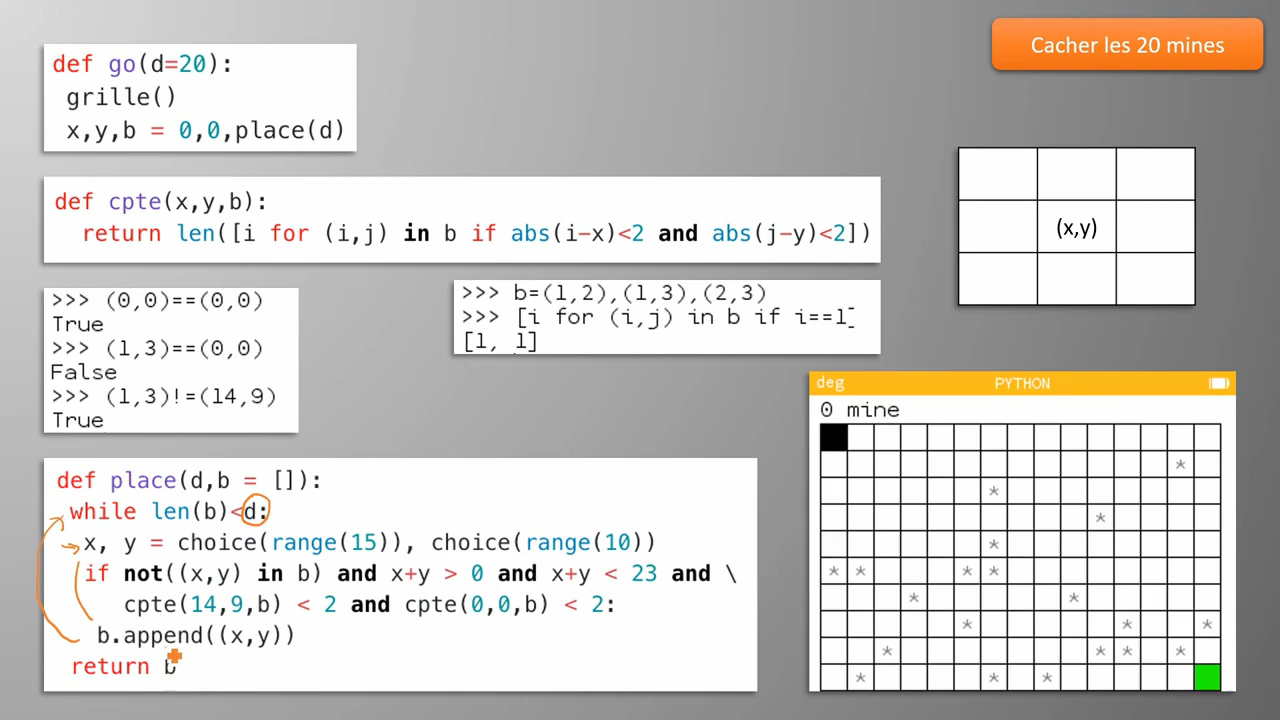 Cacher les 20 mines
def go(d=20):
grille()
x,y,b = 0,0,place(d)
def cpte(x,y,b):
return len([i for (i,j) in b if abs(i-x)<2 and abs(j-y)<2])
(x,y)
>>> (0,0)==(0,0)
True
>>> (1,3)==(0,0)
False
>>> (1,3)!=(14,9)
True
>>> b=(1,2),(1,3),(2,3)
>>> [i for (i,j) in b if i==1]
[1, 1]
def place(d,b = []):
while len(b)<d:
x, y = choice(range(15)), choice(range(10))
if not((x,y) in b) and x+y > 0 and x+y < 23 and \
cpte(14,9,b) < 2 and cpte(0,0,b) < 2:
b.append((x,y))
return b
deg PYTHON
0 mine
*
*
*
*
* * * *
* *
* * *
* * * *
* * *